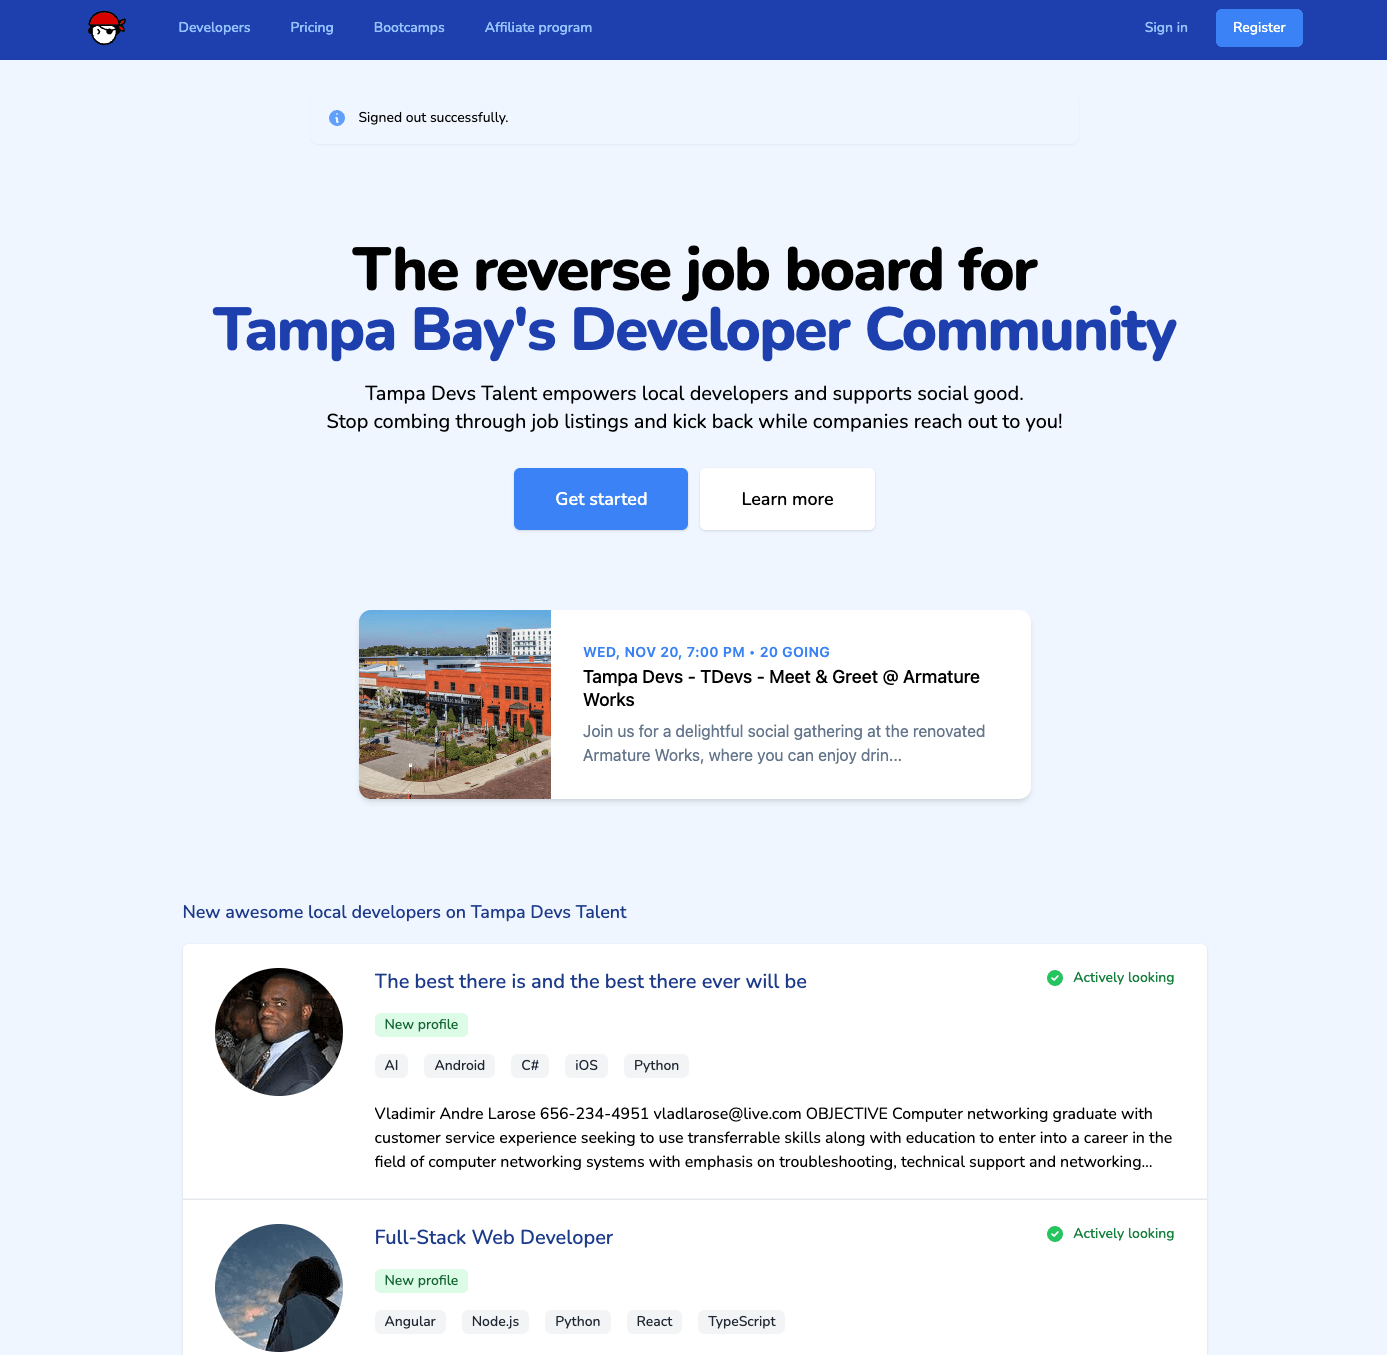 Developers Pricing Bootcamps Affiliate program Sign in Register
Signed out successfully.
The reverse job board for
Tampa Bay's Developer Community
Tampa Devs Talent empowers local developers and supports social good.
Stop combing through job listings and kick back while companies reach out to you!
Get started Learn more
WED, NOV 20, 7:00 PM • 20 GOING
Tampa Devs - TDevs - Meet & Greet @ Armature
Works
Join us for a delightful social gathering at the renovated
Armature Works, where you can enjoy drin...
New awesome local developers on Tampa Devs Talent
The best there is and the best there ever will be Actively looking
New profile
AI Android C# iOS Python
Vladimir Andre Larose 656-234-4951 vladlarose@live.com OBJECTIVE Computer networking graduate with
customer service experience seeking to use transferrable skills along with education to enter into a career in the
field of computer networking systems with emphasis on troubleshooting, technical support and networking...
Full-Stack Web Developer Actively looking
New profile
Angular Node.js Python React TypeScript